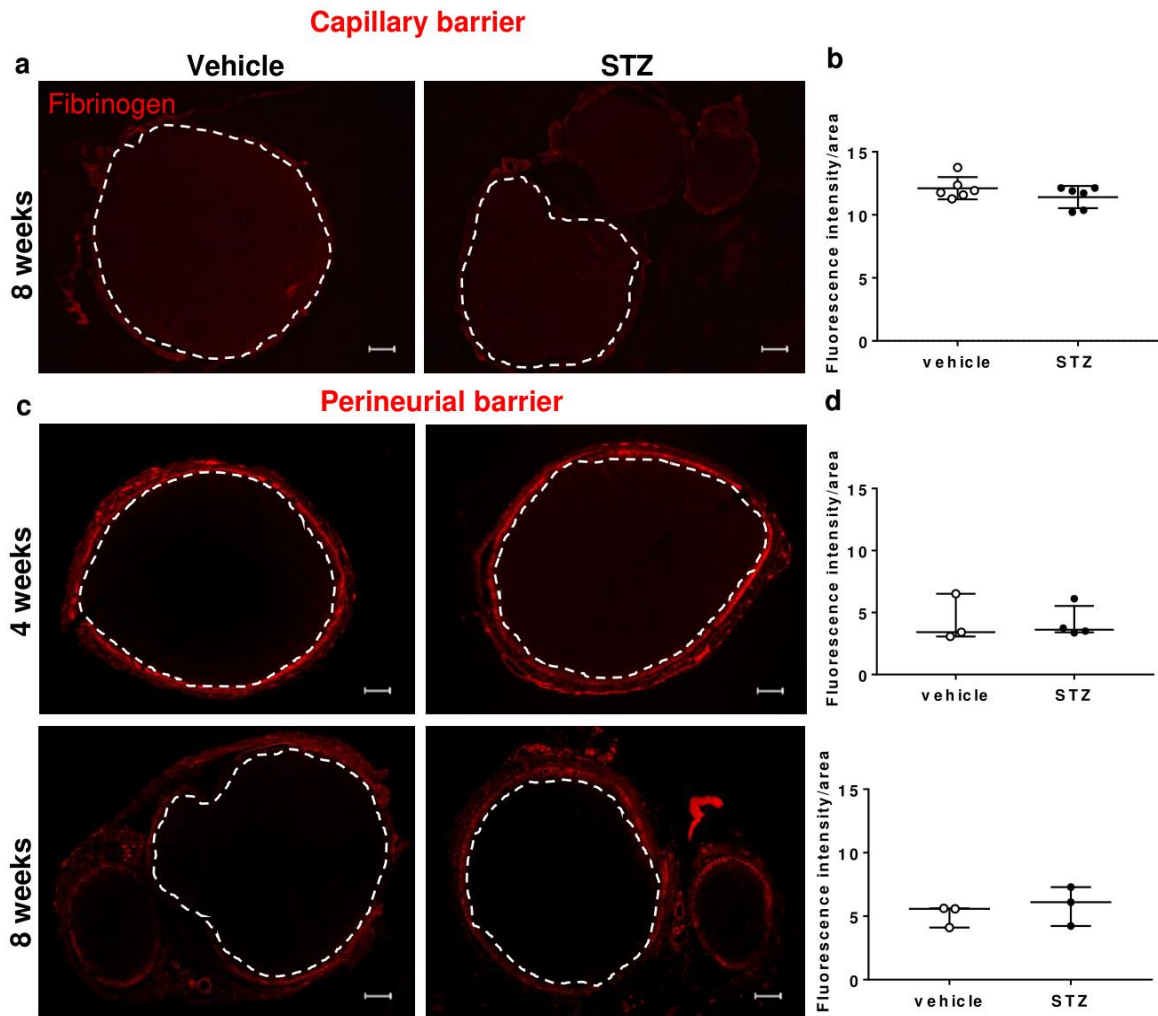 Capillary barrier
a
Vehicle
STZ
b
Fibrinogen
8 weeks
Fluorescence intensity/area
15
10
5
0
vehicle
STZ
c
Perineurial barrier
d
4 weeks
Fluorescence intensity/area
15
10
5
0
vehicle
STZ
8 weeks
Fluorescence intensity/area
15
10
5
0
vehicle
STZ